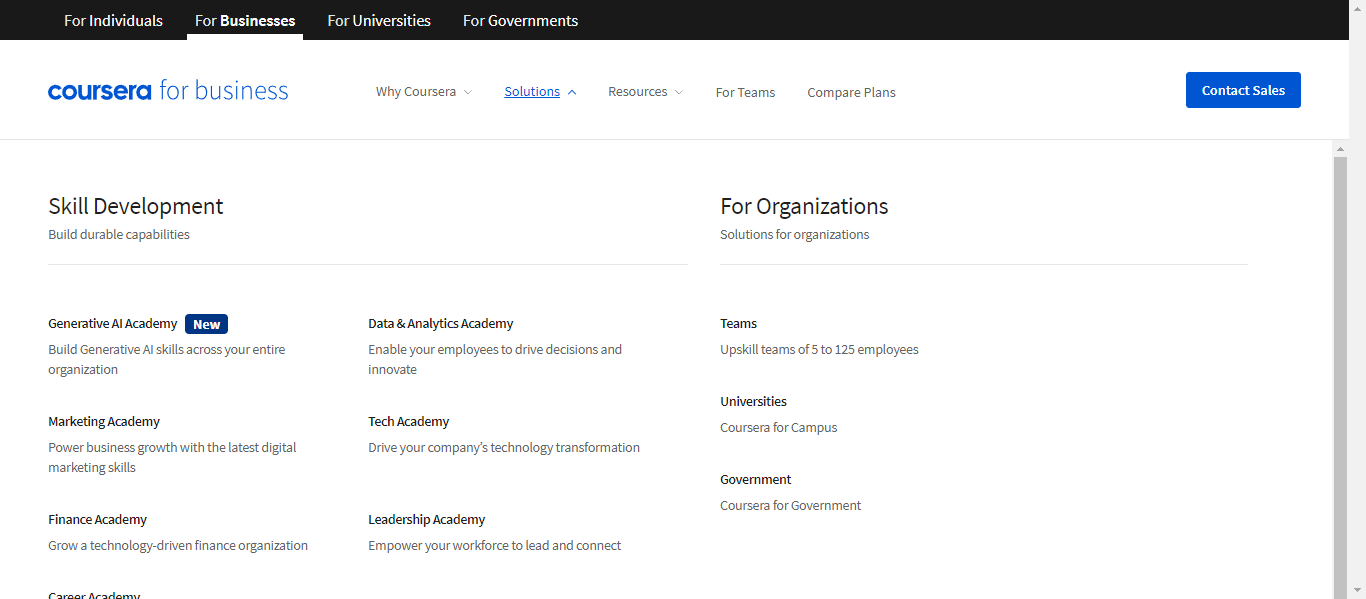 For Individuals
For Businesses
For Universities
For Governments
coursera for business
Why Coursera
Solutions
Resources
For Teams
Compare Plans
Contact Sales
Skill Development
Build durable capabilities
Generative AI Academy New
Build Generative AI skills across your entire
organization
Data & Analytics Academy
Enable your employees to drive decisions and
innovate
Marketing Academy
Power business growth with the latest digital
marketing skills
Tech Academy
Drive your company's technology transformation
Finance Academy
Grow a technology-driven finance organization
Leadership Academy
Empower your workforce to lead and connect
Career Academy
For Organizations
Solutions for organizations
Teams
Upskill teams of 5 to 125 employees
Universities
Coursera for Campus
Government
Coursera for Government